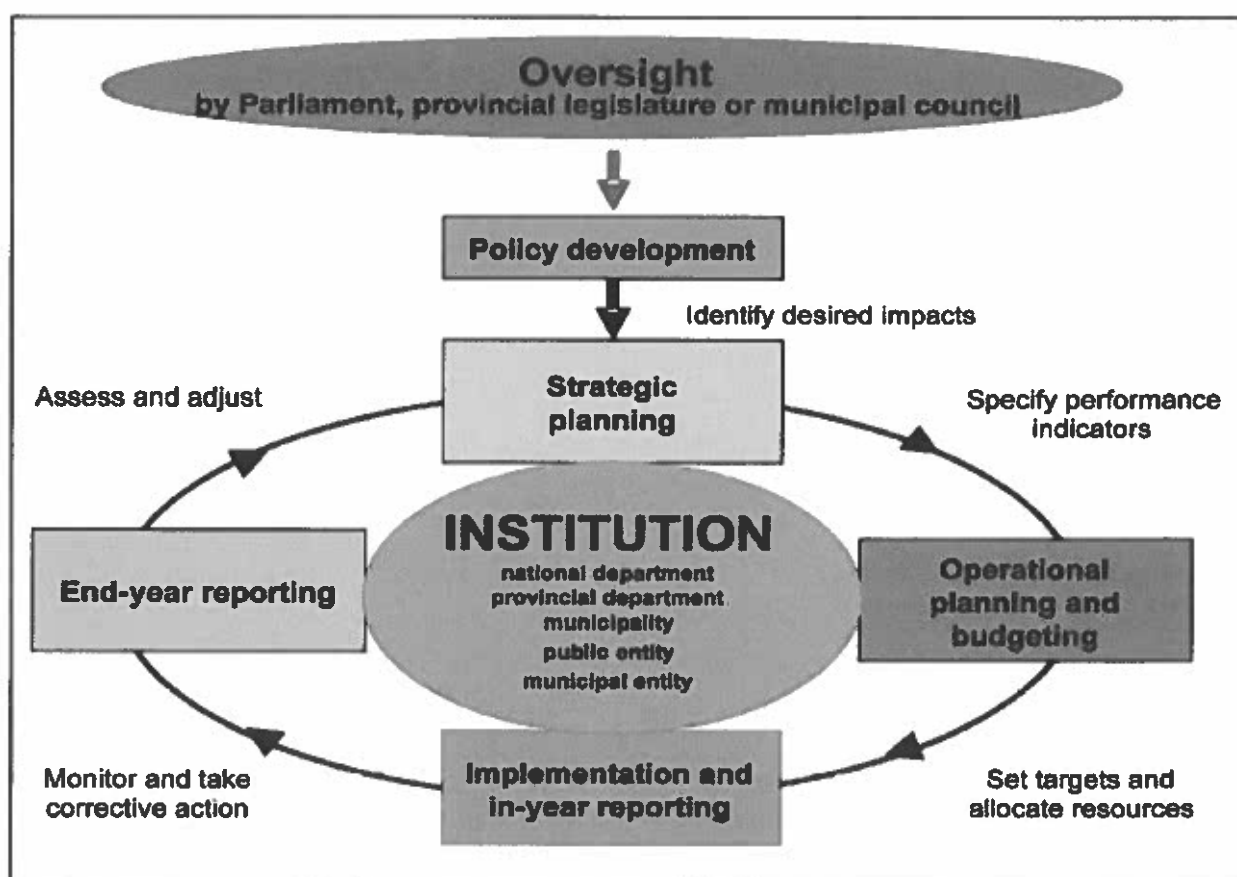 Oversight
by Parliament, provincial legislature or municipal council
Policy development
Identify desired impacts
Strategic
planning
Assess and adjust
Specify performance
indicators
INSTITUTION
national department
provincial department
municipality
public entity
municipal entity
End-year reporting
Operational
planning and
budgeting
Monitor and take
corrective action
Implementation and
in-year reporting
Set targets and
allocate resources